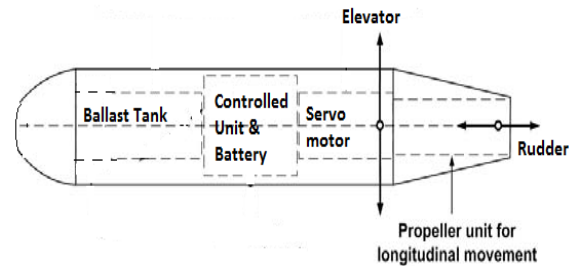 Elevator
Ballast Tank
Controlled
Unit &
Battery
Servo
motor
Rudder
Propeller unit for
longitudinal movement